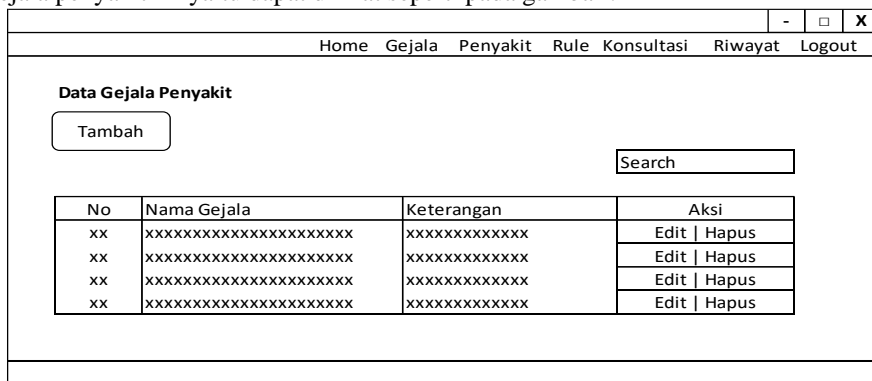 - □ X
Home Gejala Penyakit Rule Konsultasi Riwayat Logout
Data Gejala Penyakit
Tambah
Search
No Nama Gejala Keterangan Aksi
xx xxxxxxxxxxxxxxxxxxxxxx xxxxxxxxxxxxx Edit | Hapus
xx xxxxxxxxxxxxxxxxxxxxxx xxxxxxxxxxxxx Edit | Hapus
xx xxxxxxxxxxxxxxxxxxxxxx xxxxxxxxxxxxx Edit | Hapus
xx xxxxxxxxxxxxxxxxxxxxxx xxxxxxxxxxxxx Edit | Hapus